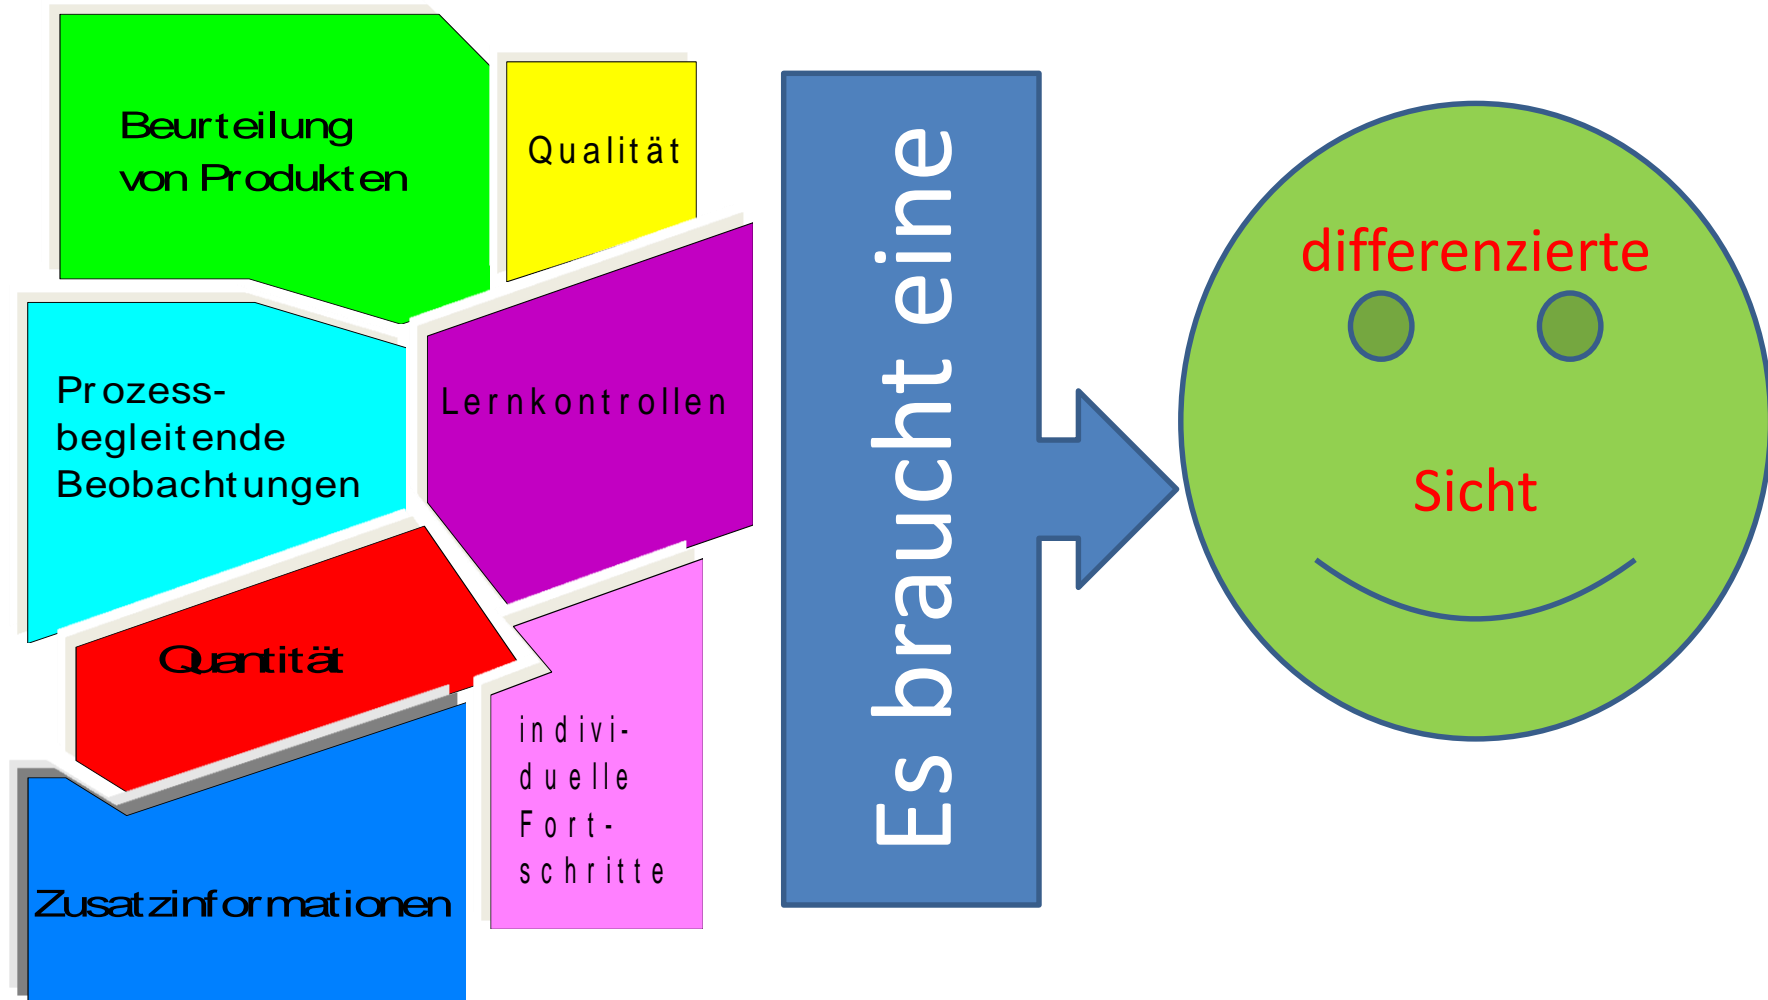 Beurteilung
von Produkten
Qualität
Prozess-
begleitende
Beobachtungen
Lernkontrollen
Quantität
indivi-
duelle
Fort-
schritte
Zusatzinformationen
Es braucht eine
differenzierte
Sicht